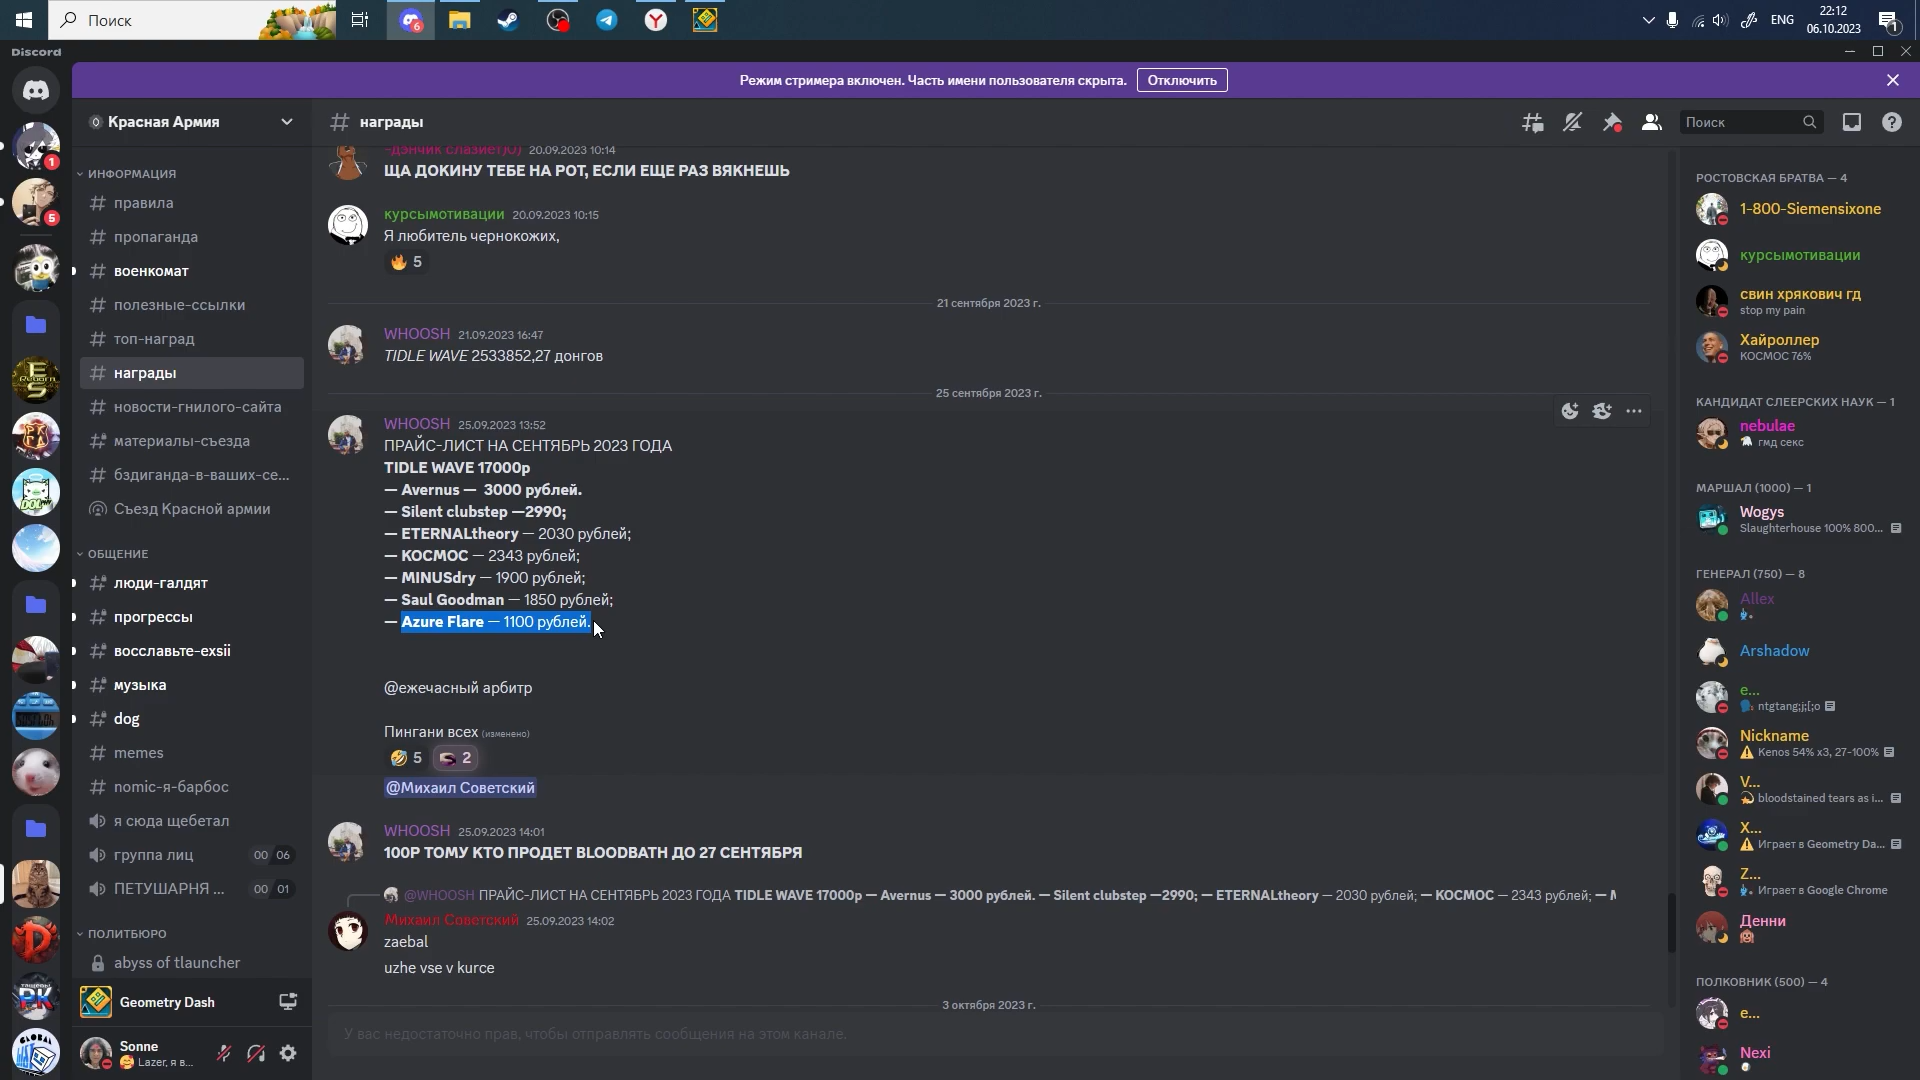 Поиск
6
ENG
22:12
06.10.2023
1
Discord
Режим стримера включен. Часть имени пользователя скрыта.
Отключить
Красная Армия
ИНФОРМАЦИЯ
правила
пропаганда
военкомат
полезные-ссылки
топ-наград
награды
новости-гнилого-сайта
материалы-съезда
бздиганда-в-ваших-се...
Съезд Красной армии
ОБЩЕНИЕ
люди-галдят
прогрессы
восславьте-exsii
музыка
dog
memes
nomic-я-барбос
я сюда щебетал
группа лиц 00 06
ПЕТУШАРНЯ ... 00 01
ПОЛИТБЮРО
abyss of tlauncher
Geometry Dash
Sonne
Lazer, я в...
1
5
награды
Поиск
20.09.2023 10:14
ЩА ДОКИНУ ТЕБЕ НА РОТ, ЕСЛИ ЕЩЕ РАЗ ВЯКНЕШЬ
курсымотивации 20.09.2023 10:15
Я любитель чернокожих,
5
21 сентября 2023 г.
WHOOSH 21.09.2023 16:47
TIDLE WAVE 2533852,27 донгов
25 сентября 2023 г.
WHOOSH 25.09.2023 13:52
ПРАЙС-ЛИСТ НА СЕНТЯБРЬ 2023 ГОДА
TIDLE WAVE 17000р
— Avernus — 3000 рублей.
— Silent clubstep —2990;
— ETERNALtheory — 2030 рублей;
— КОСМОС — 2343 рублей;
— MINUSdry — 1900 рублей;
— Saul Goodman — 1850 рублей;
— Azure Flare — 1100 рублей.
@ежечасный арбитр
Пингани всех (изменено)
5 2
@Михаил Советский
WHOOSH 25.09.2023 14:01
100Р ТОМУ КТО ПРОДЕТ BLOODBATH ДО 27 СЕНТЯБРЯ
@WHOOSH ПРАЙС-ЛИСТ НА СЕНТЯБРЬ 2023 ГОДА TIDLE WAVE 17000р — Avernus — 3000 рублей. — Silent clubstep —2990; — ETERNALtheory — 2030 рублей; — КОСМОС — 2343 рублей; —
Михаил Советский 25.09.2023 14:02
zaebal
uzhe vse v kurce
3 октября 2023 г.
У вас недостаточно прав, чтобы отправлять сообщения на этом канале.
РОСТОВСКАЯ БРАТВА — 4
1-800-Siemensixone
курсымотивации
свин хрякович гд
stop my pain
Хайроллер
КОСМОС 76%
КАНДИДАТ СЛЕЕРСКИХ НАУК — 1
nebulae
гмд секс
МАРШАЛ (1000) — 1
Wogys
Slaughterhouse 100% 800...
ГЕНЕРАЛ (750) — 8
Allex
Arshadow
e...
ntgtang;j;[;o
Nickname
Kenos 54% x3, 27-100%
V...
bloodstained tears as i...
X...
Играет в Geometry Da...
Z...
Играет в Google Chrome
Денни
ПОЛКОВНИК (500) — 4
e...
Nexi